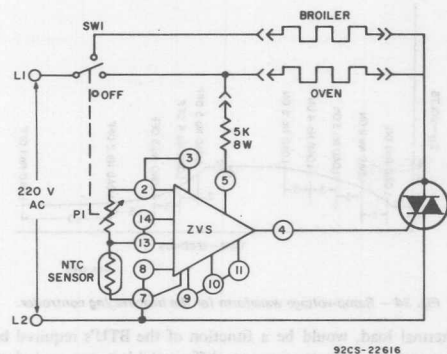 BROILER
SW1
L1
OVEN
OFF
5K
8W
3
2
5
220 V
AC
P1
14
ZVS
4
13
NTC
SENSOR
8
11
10
7
9
L2
92CS-22616